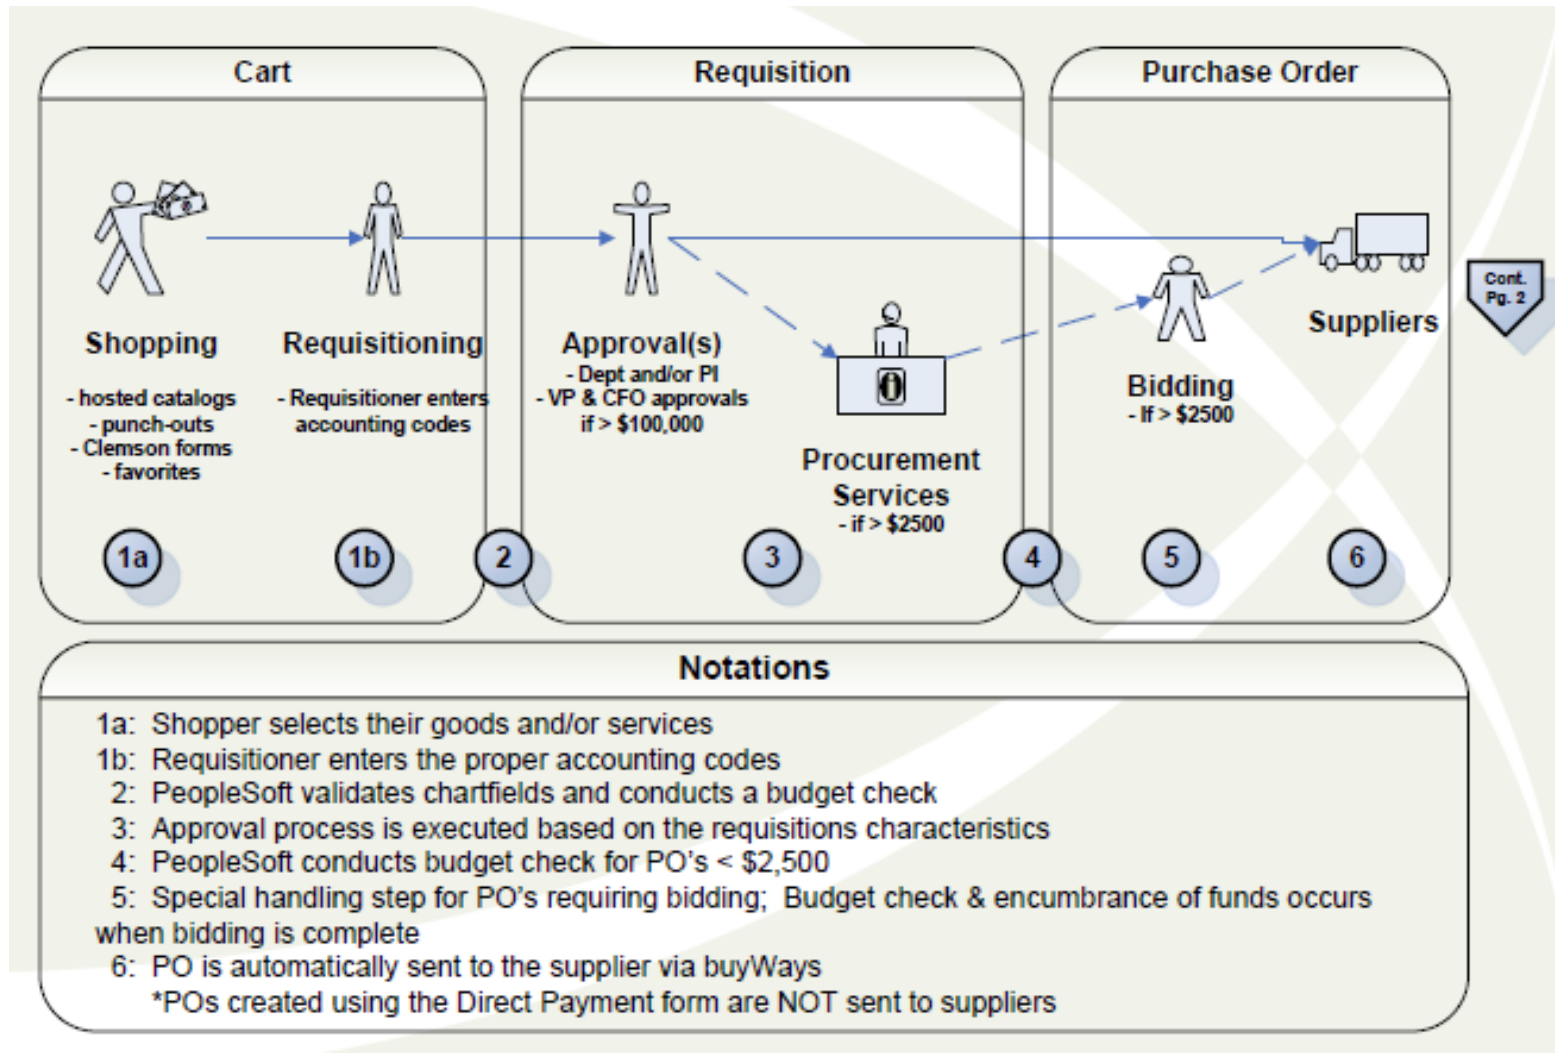 Cart
Requisition
Purchase Order
Cont.
Pg. 2
Shopping
- hosted catalogs
- punch-outs
- Clemson forms
- favorites
Requisitioning
- Requisitioner enters
accounting codes
Approval(s)
- Dept and/or PI
- VP & CFO approvals
if > $100,000
Procurement
Services
- if > $2500
Bidding
- If > $2500
Suppliers
1a
1b
2
3
4
5
6
Notations
1a: Shopper selects their goods and/or services
1b: Requisitioner enters the proper accounting codes
2: PeopleSoft validates chartfields and conducts a budget check
3: Approval process is executed based on the requisitions characteristics
4: PeopleSoft conducts budget check for PO's < $2,500
5: Special handling step for PO's requiring bidding; Budget check & encumbrance of funds occurs
when bidding is complete
6: PO is automatically sent to the supplier via buyWays
*POs created using the Direct Payment form are NOT sent to suppliers